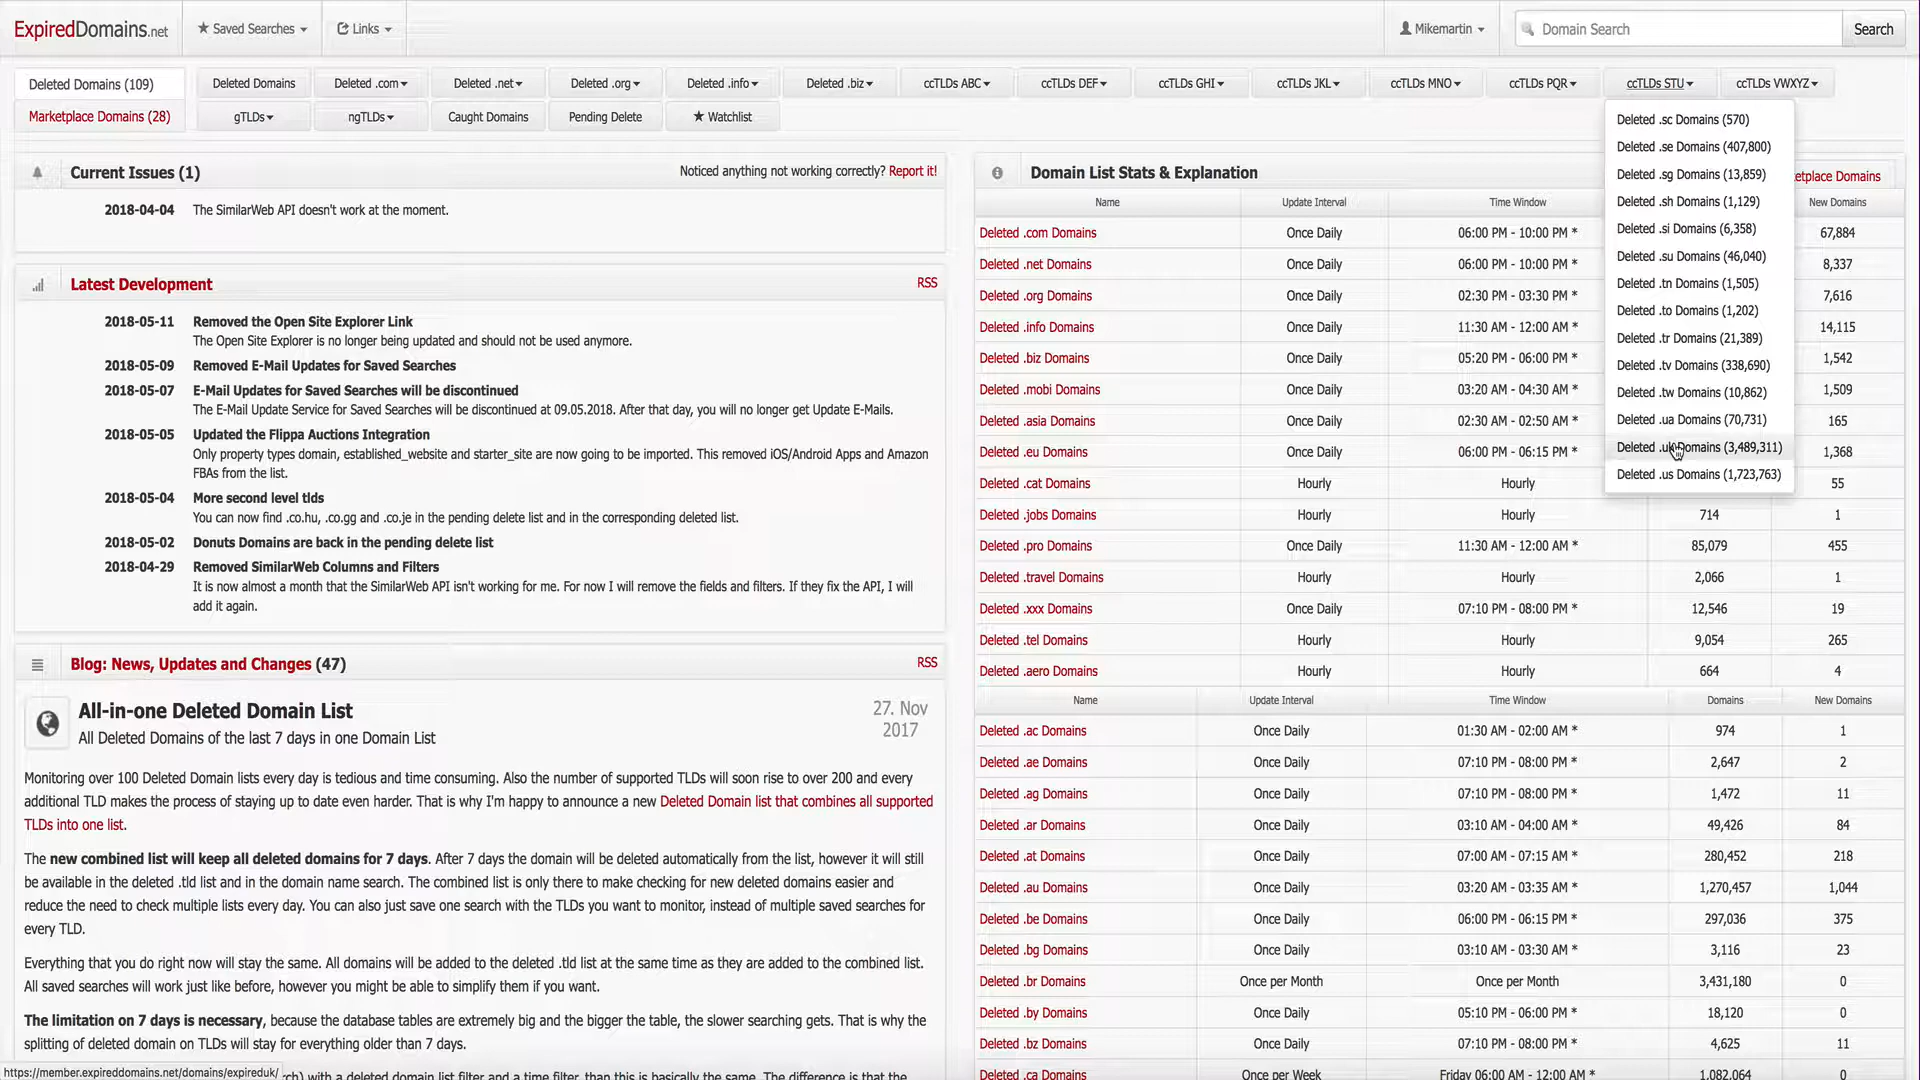 ExpiredDomains.net
Saved Searches
Links
Mikemartin
Domain Search
Search
Deleted Domains (109)
Deleted Domains
Deleted .com
Deleted .net
Deleted .org
Deleted .info
Deleted .biz
ccTLDs ABC
ccTLDs DEF
ccTLDs GHI
ccTLDs JKL
ccTLDs MNO
ccTLDs PQR
ccTLDs STU
ccTLDs VWXYZ
Marketplace Domains (28)
gTLDs
ngTLDs
Caught Domains
Pending Delete
Watchlist
Deleted .sc Domains (570)
Deleted .se Domains (407,800)
Deleted .sg Domains (13,859)
Deleted .sh Domains (1,129)
Deleted .si Domains (6,358)
Deleted .su Domains (46,040)
Deleted .tn Domains (1,505)
Deleted .to Domains (1,202)
Deleted .tr Domains (21,389)
Deleted .tv Domains (338,690)
Deleted .tw Domains (10,862)
Deleted .ua Domains (70,731)
Deleted .uk Domains (3,489,311)
Deleted .us Domains (1,723,763)
Current Issues (1)
Noticed anything not working correctly? Report it!
2018-04-04 The SimilarWeb API doesn't work at the moment.
Latest Development
RSS
2018-05-11 Removed the Open Site Explorer Link
The Open Site Explorer is no longer being updated and should not be used anymore.
2018-05-09 Removed E-Mail Updates for Saved Searches
2018-05-07 E-Mail Updates for Saved Searches will be discontinued
The E-Mail Update Service for Saved Searches will be discontinued at 09.05.2018. After that day, you will no longer get Update E-Mails.
2018-05-05 Updated the Flippa Auctions Integration
Only property types domain, established_website and starter_site are now going to be imported. This removed iOS/Android Apps and Amazon
FBAs from the list.
2018-05-04 More second level tlds
You can now find .co.hu, .co.gg and .co.je in the pending delete list and in the corresponding deleted list.
2018-05-02 Donuts Domains are back in the pending delete list
2018-04-29 Removed SimilarWeb Columns and Filters
It is now almost a month that the SimilarWeb API isn't working for me. For now I will remove the fields and filters. If they fix the API, I will
add it again.
Blog: News, Updates and Changes (47)
RSS
All-in-one Deleted Domain List
27. Nov
2017
All Deleted Domains of the last 7 days in one Domain List
Monitoring over 100 Deleted Domain lists every day is tedious and time consuming. Also the number of supported TLDs will soon rise to over 200 and every
additional TLD makes the process of staying up to date even harder. That is why I'm happy to announce a new Deleted Domain list that combines all supported
TLDs into one list.
The new combined list will keep all deleted domains for 7 days. After 7 days the domain will be deleted automatically from the list, however it will still
be available in the deleted .tld list and in the domain name search. The combined list is only there to make checking for new deleted domains easier and
reduce the need to check multiple lists every day. You can also just save one search with the TLDs you want to monitor, instead of multiple saved searches for
every TLD.
Everything that you do right now will stay the same. All domains will be added to the deleted .tld list at the same time as they are added to the combined list.
All saved searches will work just like before, however you might be able to simplify them if you want.
The limitation on 7 days is necessary, because the database tables are extremely big and the bigger the table, the slower searching gets. That is why the
splitting of deleted domain on TLDs will stay for everything older than 7 days.
https://member.expireddomains.net/domains/expireduk/
with a deleted domain list filter and a time filter, than this is basically the same. The difference is that the
Domain List Stats & Explanation
Domains
Name Update Interval Time Window New Domains
Deleted .com Domains Once Daily 06:00 PM - 10:00 PM * 67,884
Deleted .net Domains Once Daily 06:00 PM - 10:00 PM * 8,337
Deleted .org Domains Once Daily 02:30 PM - 03:30 PM * 7,616
Deleted .info Domains Once Daily 11:30 AM - 12:00 AM * 14,115
Deleted .biz Domains Once Daily 05:20 PM - 06:00 PM * 1,542
Deleted .mobi Domains Once Daily 03:20 AM - 04:30 AM * 1,509
Deleted .asia Domains Once Daily 02:30 AM - 02:50 AM * 165
Deleted .eu Domains Once Daily 06:00 PM - 06:15 PM * 1,368
Deleted .cat Domains Hourly Hourly 55
Deleted .jobs Domains Hourly Hourly 714 1
Deleted .pro Domains Once Daily 11:30 AM - 12:00 AM * 85,079 455
Deleted .travel Domains Hourly Hourly 2,066 1
Deleted .xxx Domains Once Daily 07:10 PM - 08:00 PM * 12,546 19
Deleted .tel Domains Hourly Hourly 9,054 265
Deleted .aero Domains Hourly Hourly 664 4
Name Update Interval Time Window Domains New Domains
Deleted .ac Domains Once Daily 01:30 AM - 02:00 AM * 974 1
Deleted .ae Domains Once Daily 07:10 PM - 08:00 PM * 2,647 2
Deleted .ag Domains Once Daily 07:10 PM - 08:00 PM * 1,472 11
Deleted .ar Domains Once Daily 03:10 AM - 04:00 AM * 49,426 84
Deleted .at Domains Once Daily 07:00 AM - 07:15 AM * 280,452 218
Deleted .au Domains Once Daily 03:20 AM - 03:35 AM * 1,270,457 1,044
Deleted .be Domains Once Daily 06:00 PM - 06:15 PM * 297,036 375
Deleted .bg Domains Once Daily 03:10 AM - 03:30 AM * 3,116 23
Deleted .br Domains Once per Month Once per Month 3,431,180 0
Deleted .by Domains Once Daily 05:10 PM - 06:00 PM * 18,120 0
Deleted .bz Domains Once Daily 07:10 PM - 08:00 PM * 4,625 11
Deleted .ca Domains Once per Week Friday 06:00 AM - 12:00 AM * 1,082,064 0